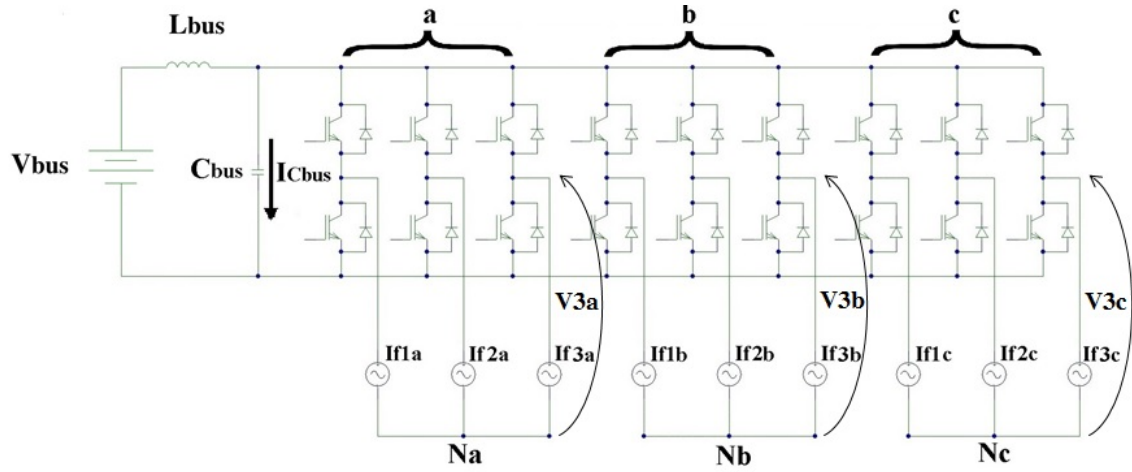 a b c
Lbus
Vbus
Cbus ICbus
V3a V3b V3c
If1a If2a If3a If1b If2b If3b If1c If2c If3c
Na Nb Nc